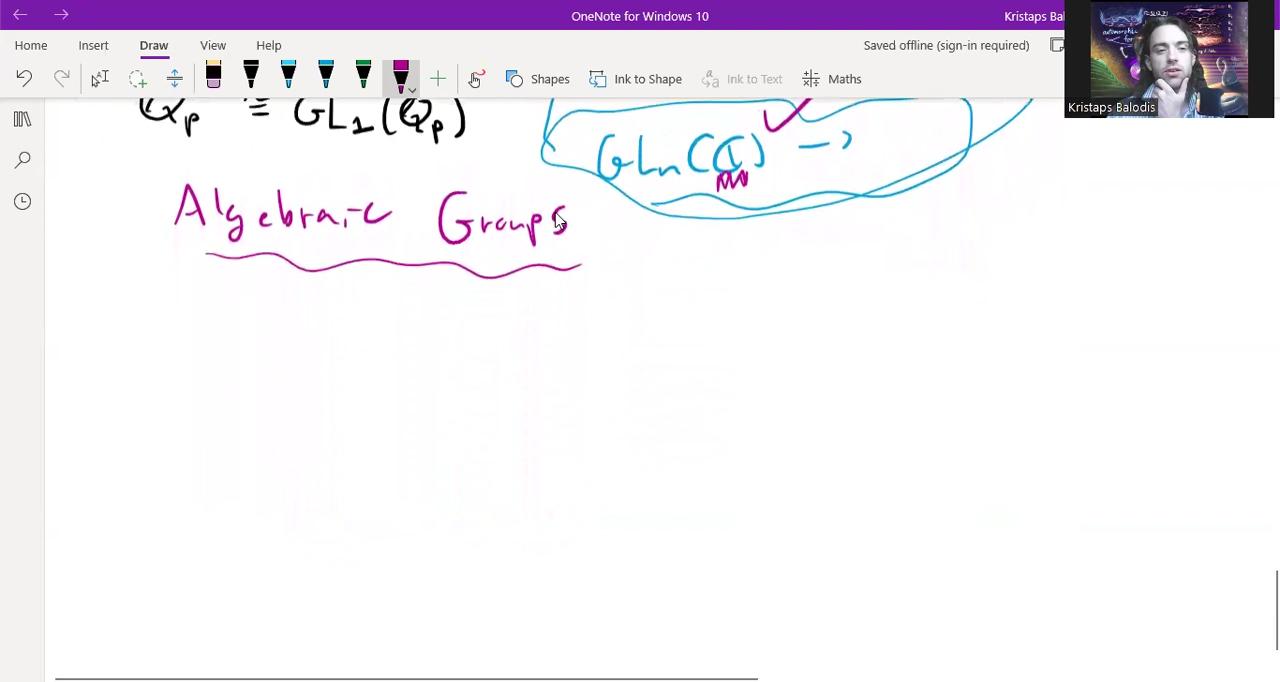 OneNote for Windows 10
Kristaps Bal
Home Insert Draw View Help
Saved offline (sign-in required)
Shapes Ink to Shape Ink to Text Maths
Kristaps Balodis
Qp ≅ GL1(Qp)
GLn(C) →
Algebraic Groups